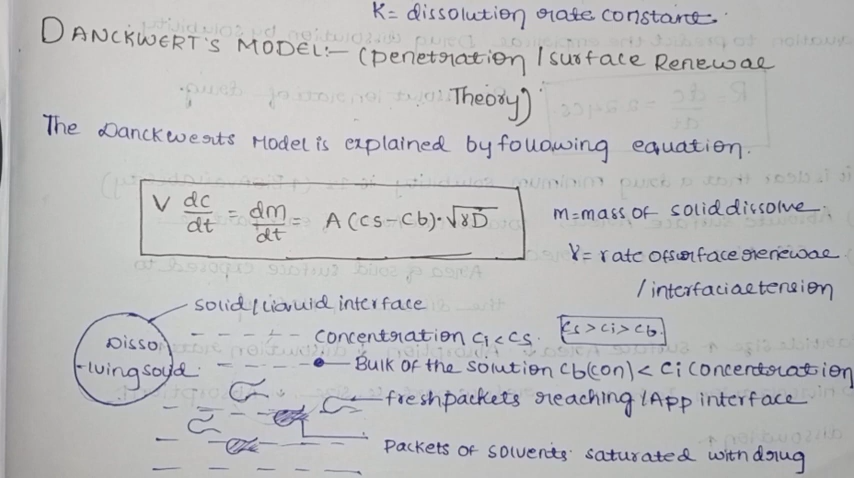 K= dissolution rate constant.
DANCKWERT'S MODEL:- (penetration / surface Renewal
Theory)
The Danckwerts Model is explained by following equation.
V dc/dt = dm/dt = A (Cs-Cb). √γD
m=mass of solid dissolve.
γ= rate of surface renewal
/ interfacial tension
solid/liquid interface
Concentration Ci<Cs. Cs>Ci>Cb.
Disso
-lving solid.
Bulk of the solution Cb(con) < Ci Concentration
fresh packets reaching /App interface
Packets of solvents saturated with drug